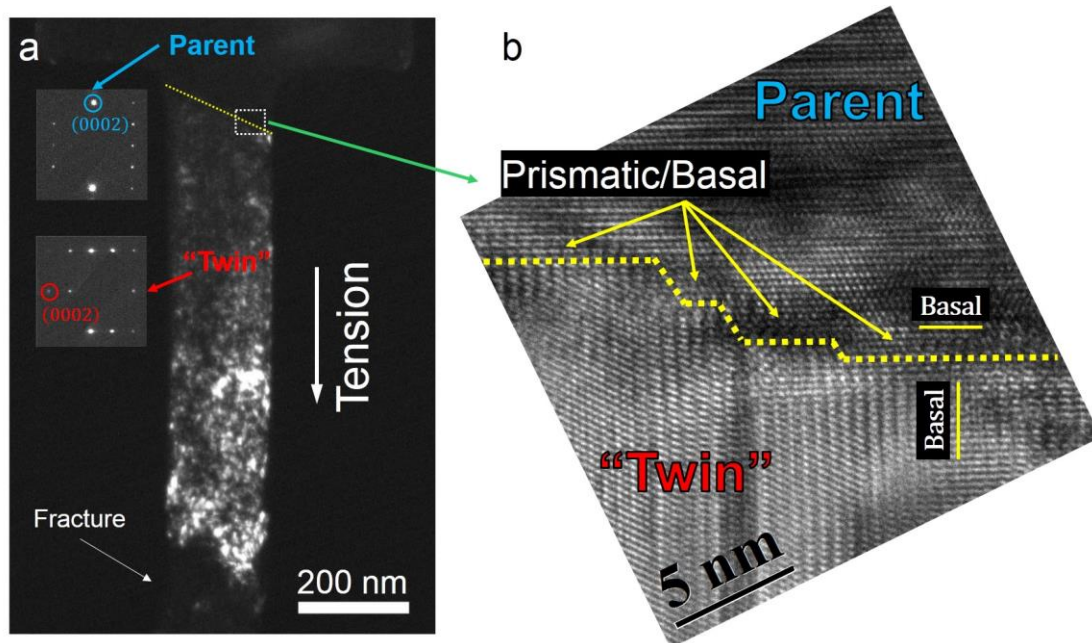 a
Parent
(0002)
"Twin"
(0002)
Tension
Fracture
200 nm
b
Parent
Prismatic/Basal
Basal
Basal
"Twin"
5 nm